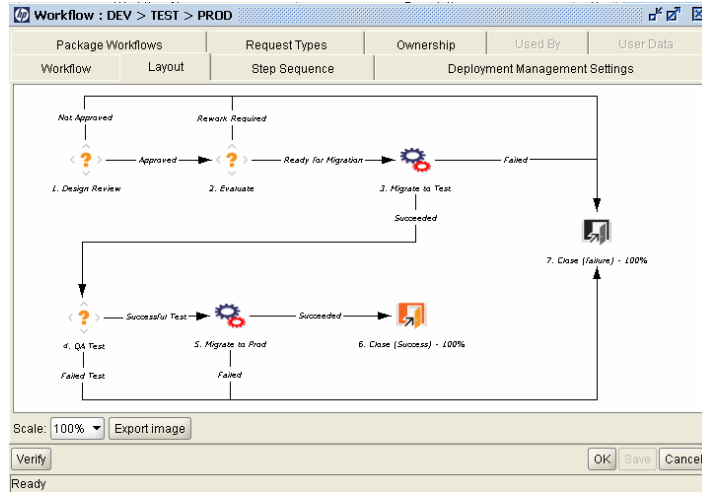 hp Workflow : DEV > TEST > PROD
Package Workflows Request Types Ownership Used By User Data
Workflow Layout Step Sequence Deployment Management Settings
Not Approved Rework Required
Approved Ready for Migration Failed
1. Design Review 2. Evaluate 3. Migrate to Test
Succeeded
7. Close (failure) - 100%
Successful Test Succeeded
4. QA Test 5. Migrate to Prod 6. Close (Success) - 100%
Failed Test Failed
Scale: 100% Export image
Verify OK Save Cancel
Ready